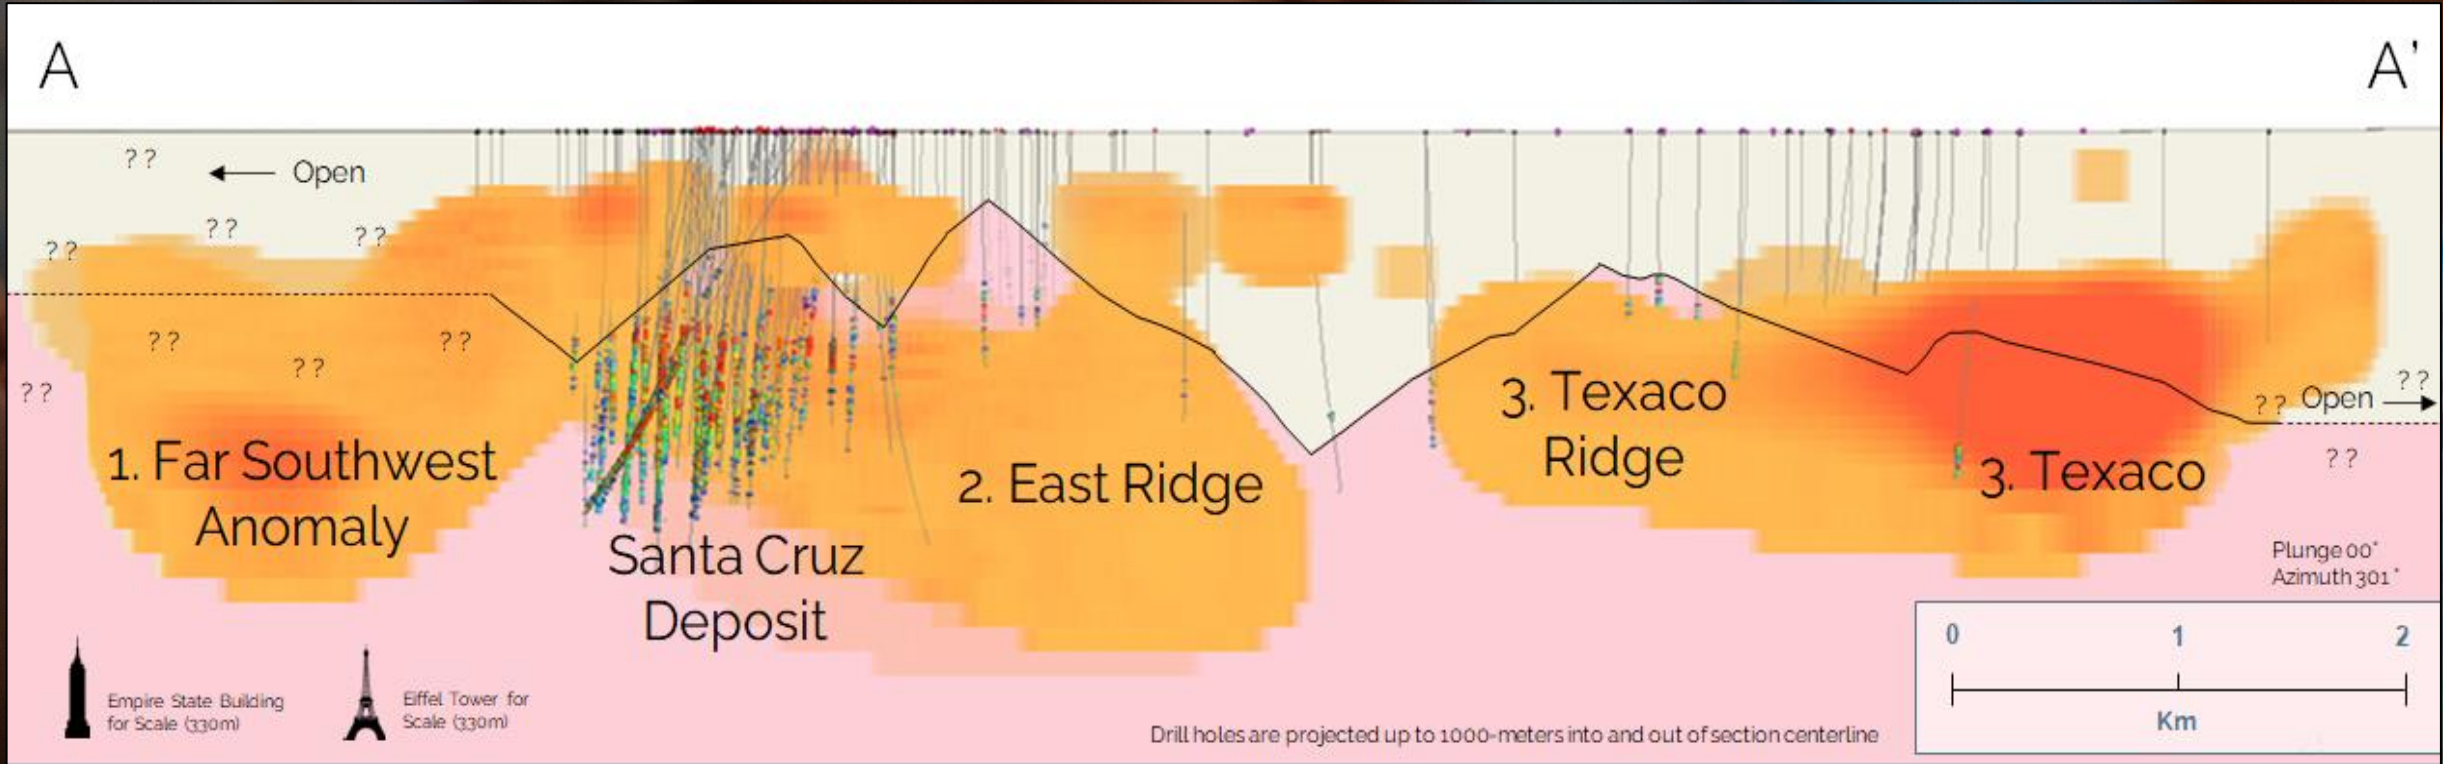 A
A'
? ?
Open
? ?
? ?
? ?
? ?
? ?
? ?
? ?
1. Far Southwest
Anomaly
Santa Cruz
Deposit
2. East Ridge
3. Texaco
Ridge
3. Texaco
? ?
Open
? ?
? ?
Plunge 00°
Azimuth 301°
Empire State Building
for Scale (330m)
Eiffel Tower for
Scale (330m)
Drill holes are projected up to 1000-meters into and out of section centerline
0 1 2
Km